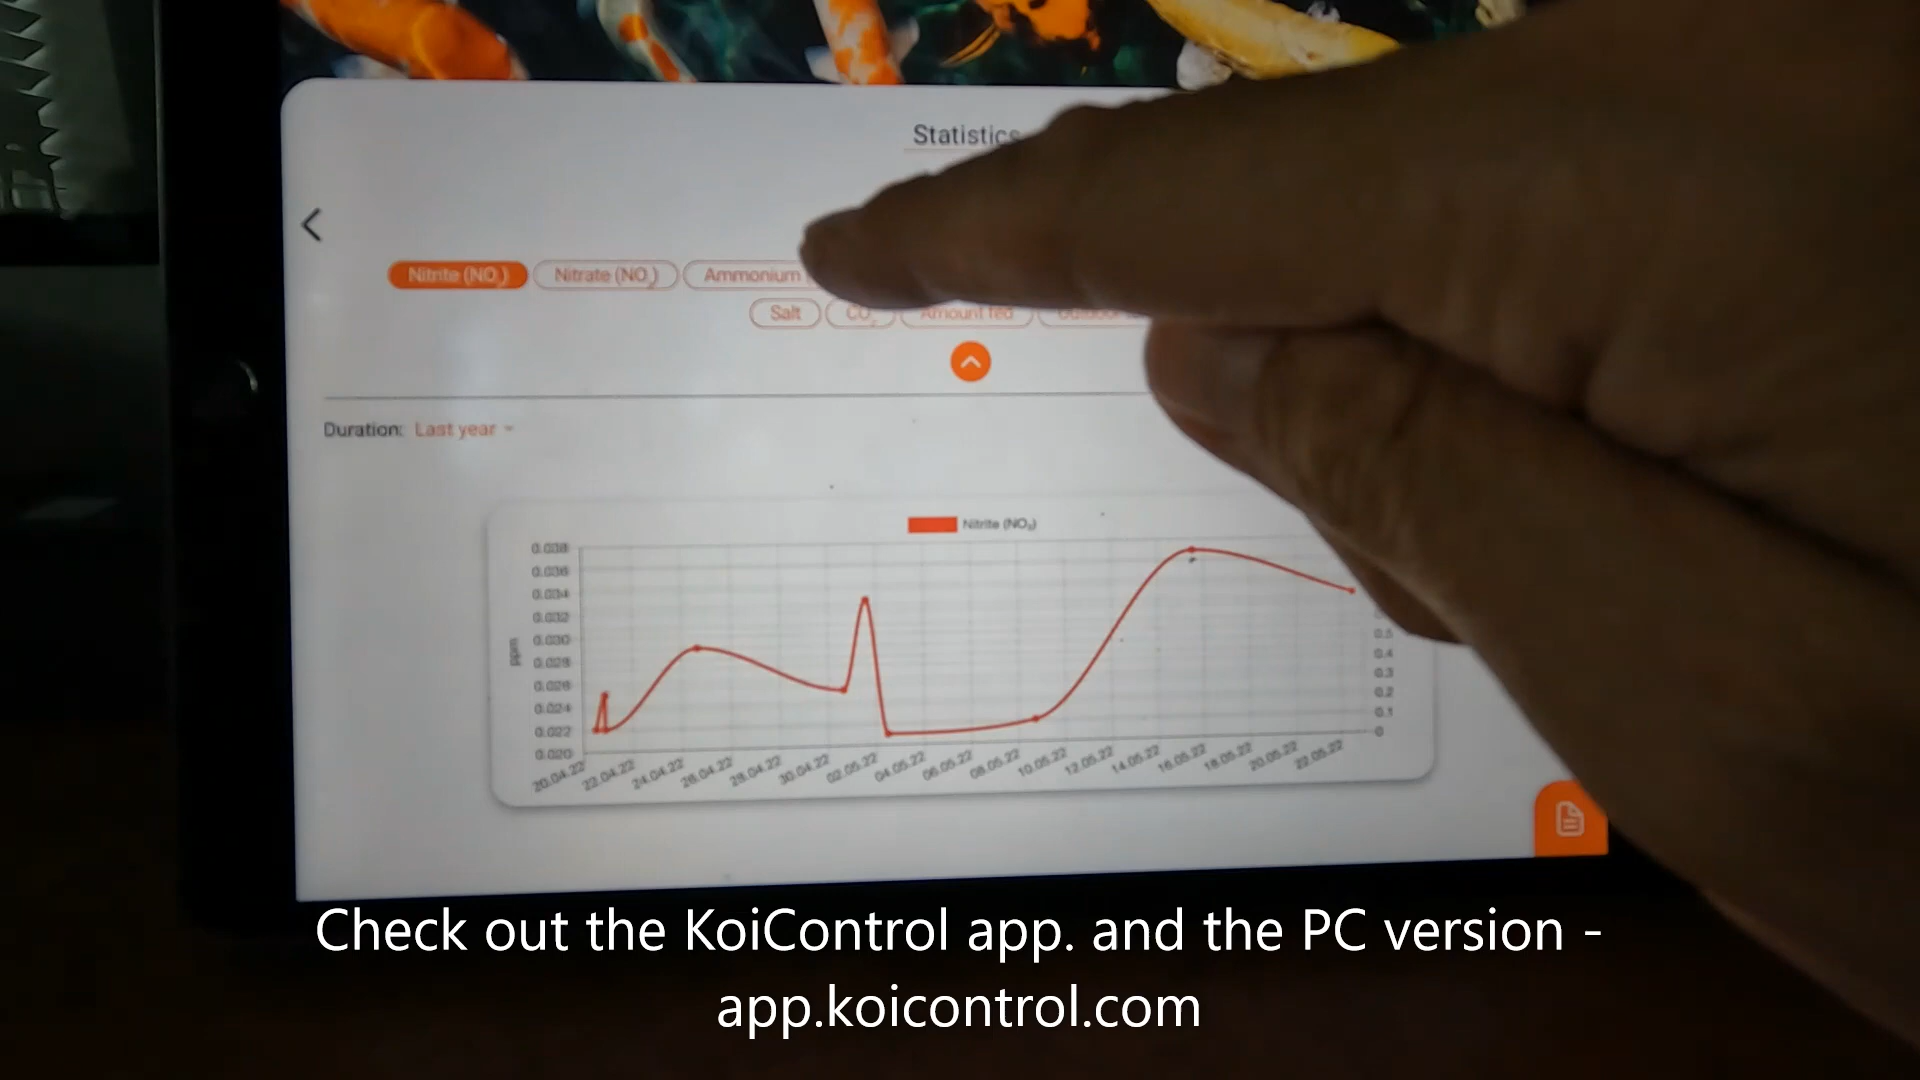 Statistics
Nitrite (NO₂) Nitrate (NO₃) Ammonium
Salt CO₂ Amount fed Outdoor
Duration: Last year
Nitrite (NO₂)
ppm
0.038
0.036
0.034
0.032
0.030
0.028
0.026
0.024
0.022
0.020
0.5
0.4
0.3
0.2
0.1
0
20.04.22 22.04.22 24.04.22 26.04.22 28.04.22 30.04.22 02.05.22 04.05.22 06.05.22 08.05.22 10.05.22 12.05.22 14.05.22 16.05.22 18.05.22 20.05.22 22.05.22
Check out the KoiControl app. and the PC version -
app.koicontrol.com